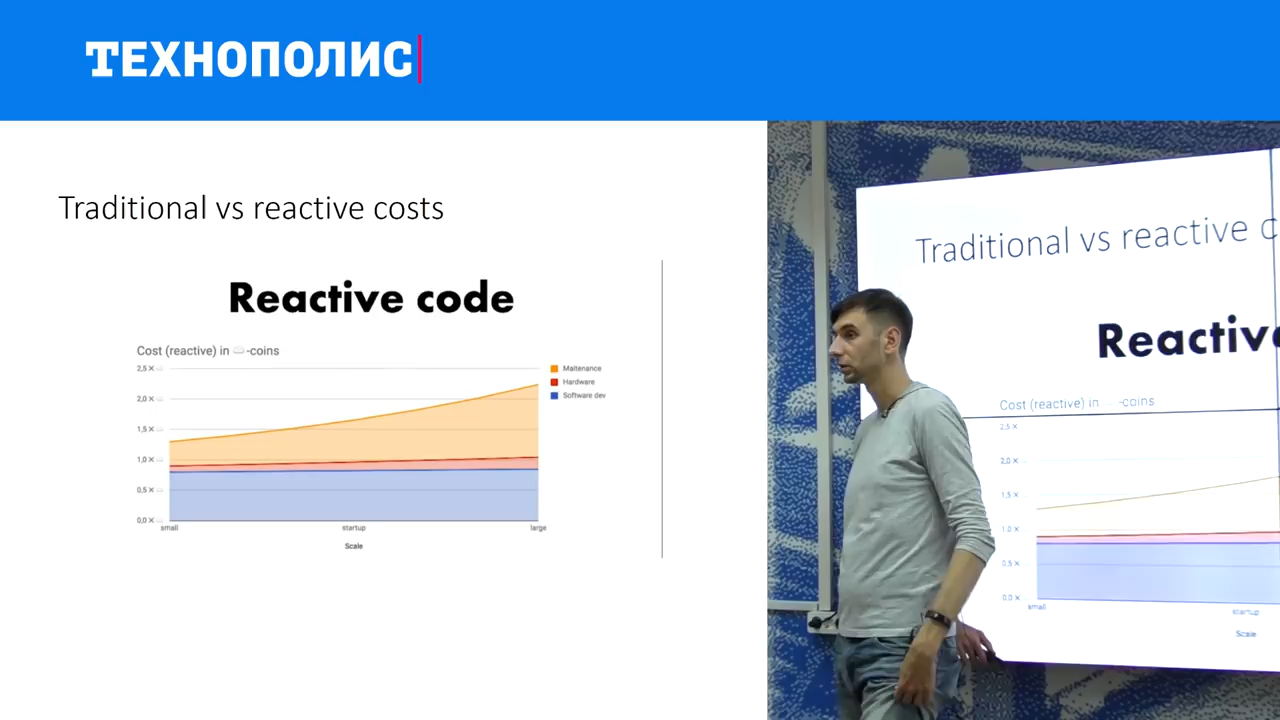 ТЕХНОПОЛИС
Traditional vs reactive costs
Reactive code
Cost (reactive) in -coins
2,5 X
2,0 X
1,5 X
1,0 X
0,5 X
0,0 X
small
startup
large
Scale
Maitenance
Hardware
Software dev
Traditional vs reactive c
Reactiv
Cost (reactive) in -coins
2,5 X
2,0 X
1,5 X
1,0 X
0,5 X
0,0 X
small
startup
Scale